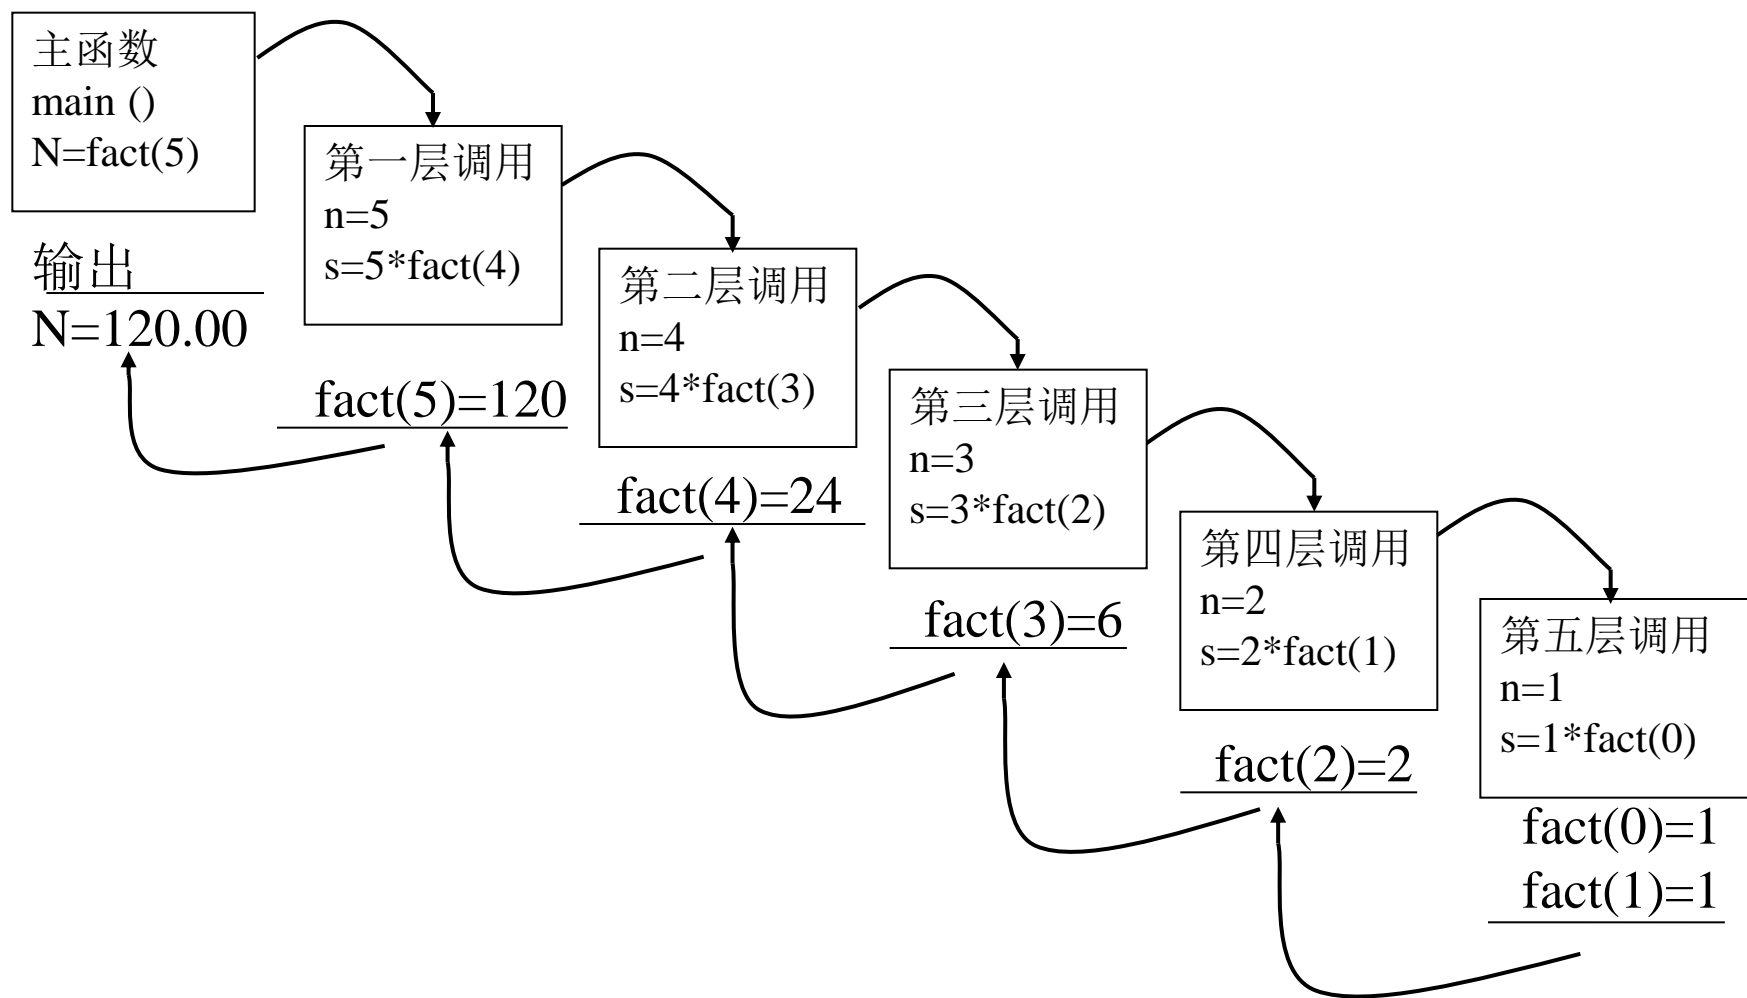 主函数
main ()
N=fact(5)
输出
N=120.00
第一层调用
n=5
s=5*fact(4)
fact(5)=120
第二层调用
n=4
s=4*fact(3)
fact(4)=24
第三层调用
n=3
s=3*fact(2)
fact(3)=6
第四层调用
n=2
s=2*fact(1)
fact(2)=2
第五层调用
n=1
s=1*fact(0)
fact(0)=1
fact(1)=1